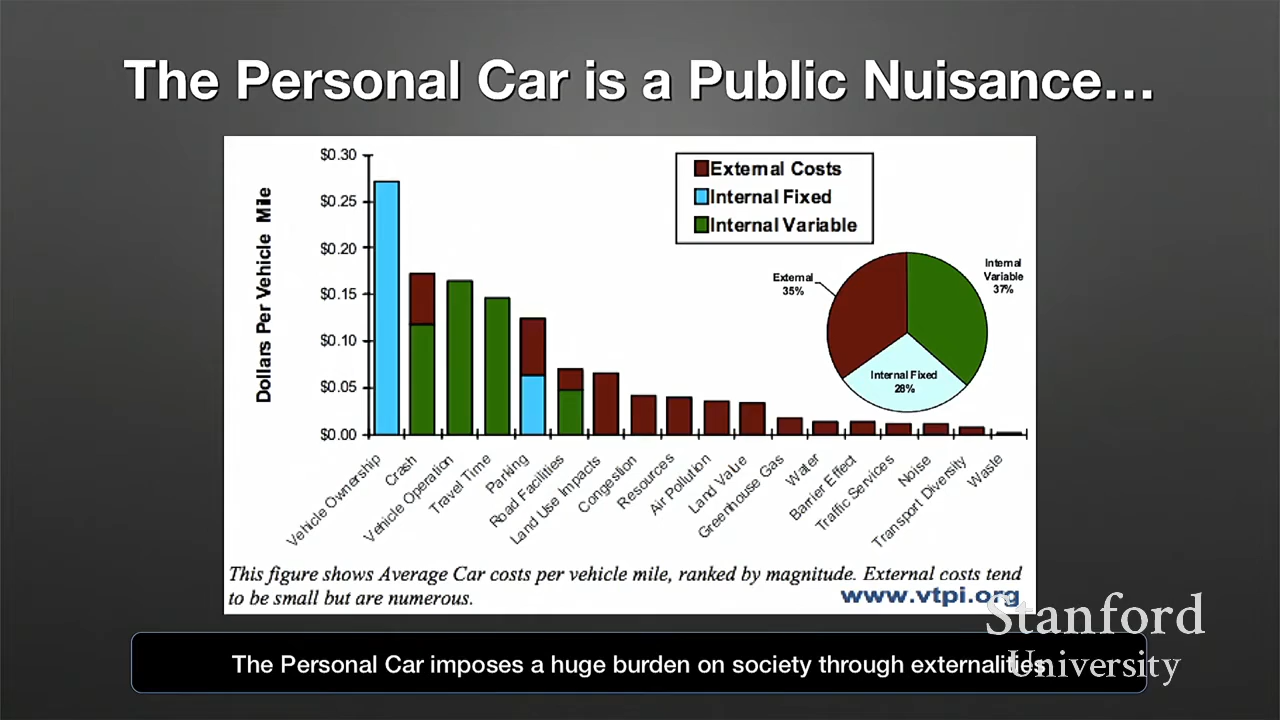 The Personal Car is a Public Nuisance...
Dollars Per Vehicle Mile
$0.30
$0.25
$0.20
$0.15
$0.10
$0.05
$0.00
External Costs
Internal Fixed
Internal Variable
External
35%
Internal
Variable
37%
Internal Fixed
28%
Vehicle Ownership
Crash
Vehicle Operation
Travel Time
Parking
Road Facilities
Land Use Impacts
Congestion
Resources
Air Pollution
Land Value
Greenhouse Gas
Water
Barrier Effect
Traffic Services
Noise
Transport Diversity
Waste
This figure shows Average Car costs per vehicle mile, ranked by magnitude. External costs tend
to be small but are numerous.
www.vtpi.org
The Personal Car imposes a huge burden on society through externalities
Stanford
University